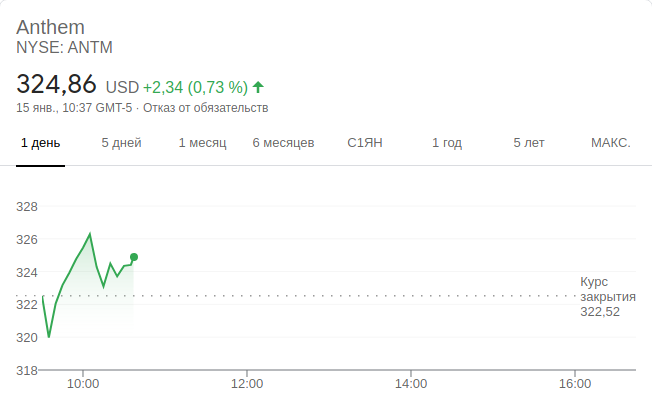 Anthem
NYSE: ANTM
324,86 USD +2,34 (0,73 %)
15 янв., 10:37 GMT-5 · Отказ от обязательств
1 день 5 дней 1 месяц 6 месяцев С1ЯН 1 год 5 лет МАКС.
328
326
324
322
320
318
Курс
закрытия
322,52
10:00 12:00 14:00 16:00